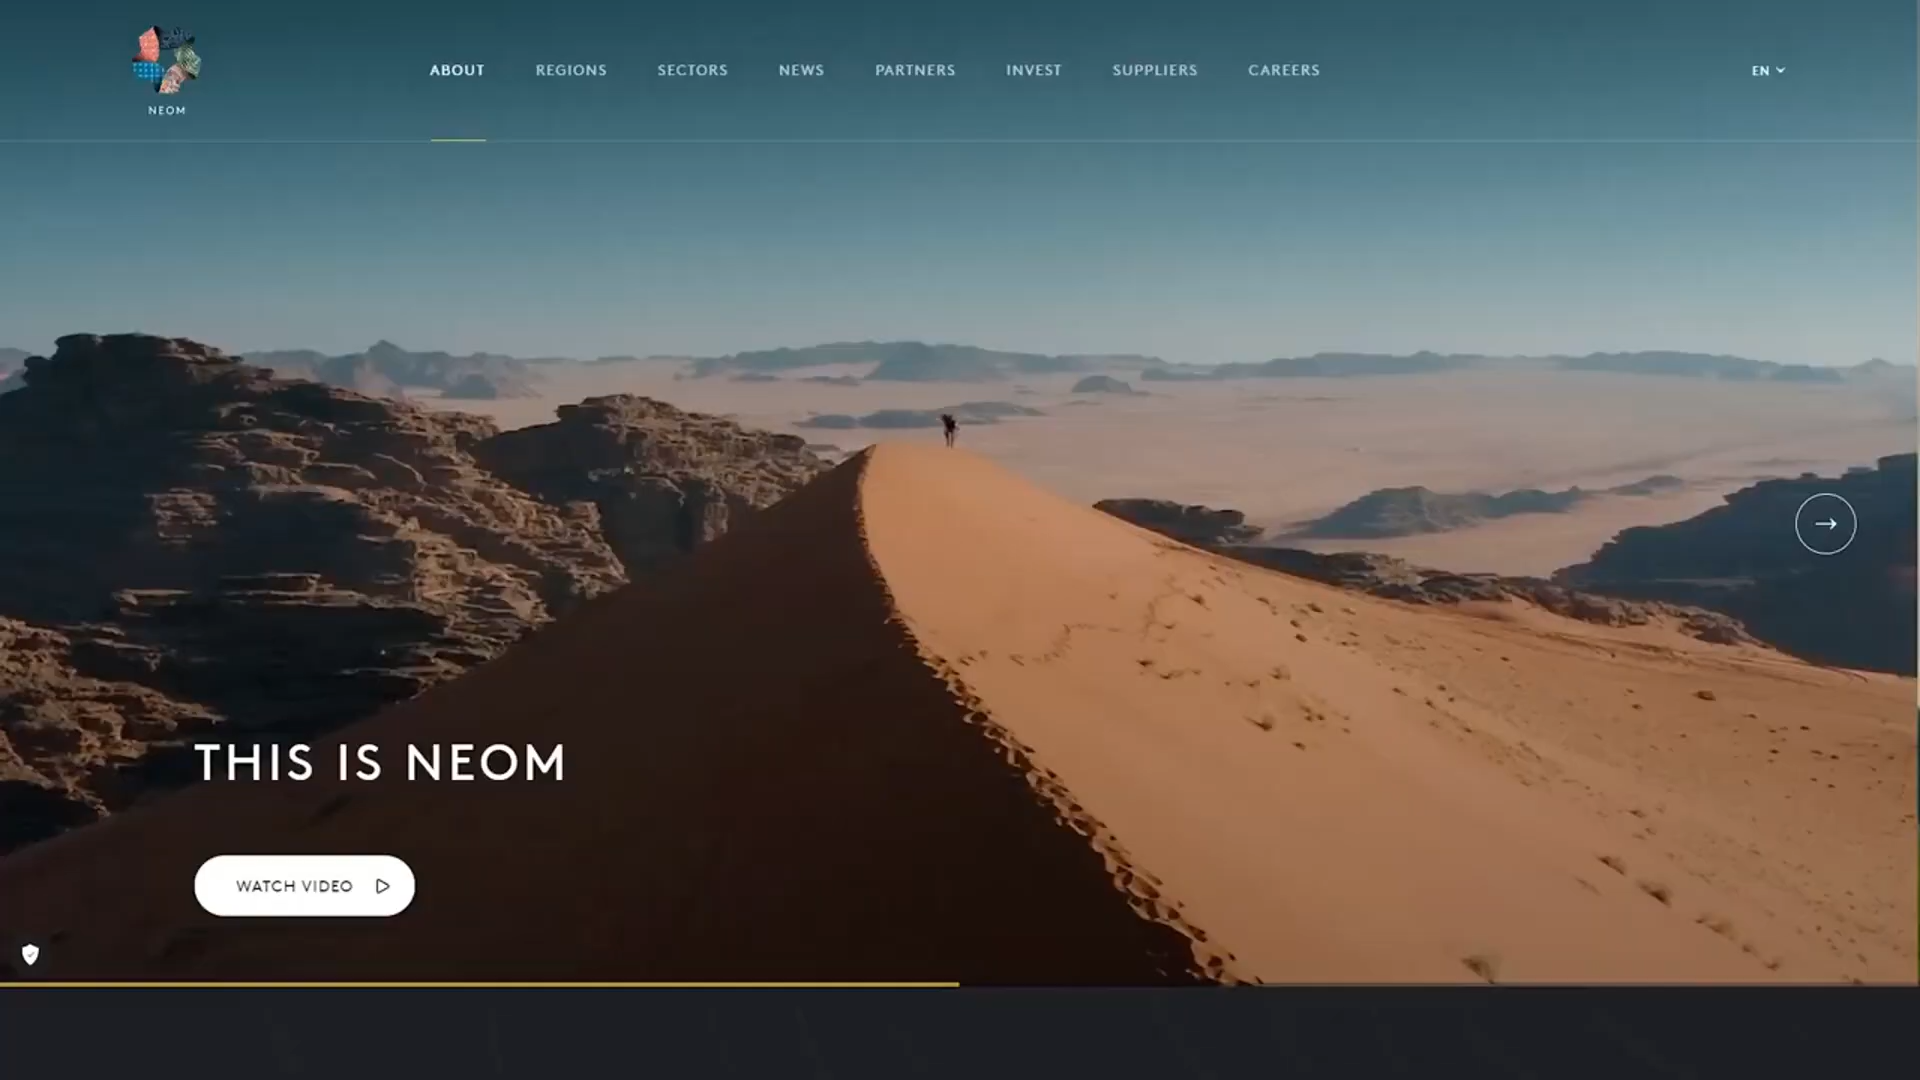 NEOM
ABOUT
REGIONS
SECTORS
NEWS
PARTNERS
INVEST
SUPPLIERS
CAREERS
EN
THIS IS NEOM
WATCH VIDEO